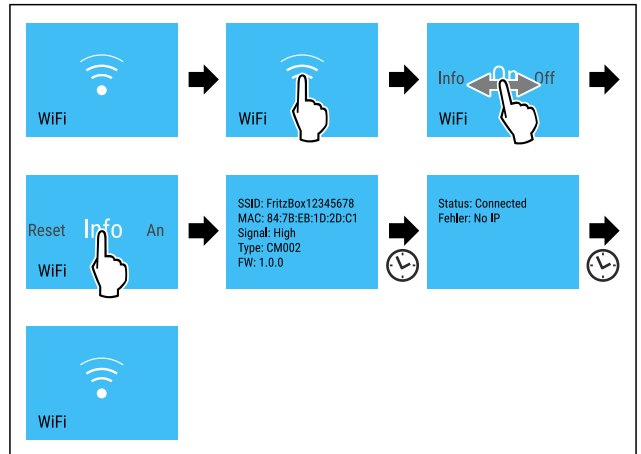 WiFi
WiFi
Info On Off
WiFi
Reset Info An
WiFi
SSID: FritzBox12345678
MAC: 84:7B:EB:1D:2D:C1
Signal: High
Type: CM002
FW: 1.0.0
Status: Connected
Fehler: No IP
WiFi